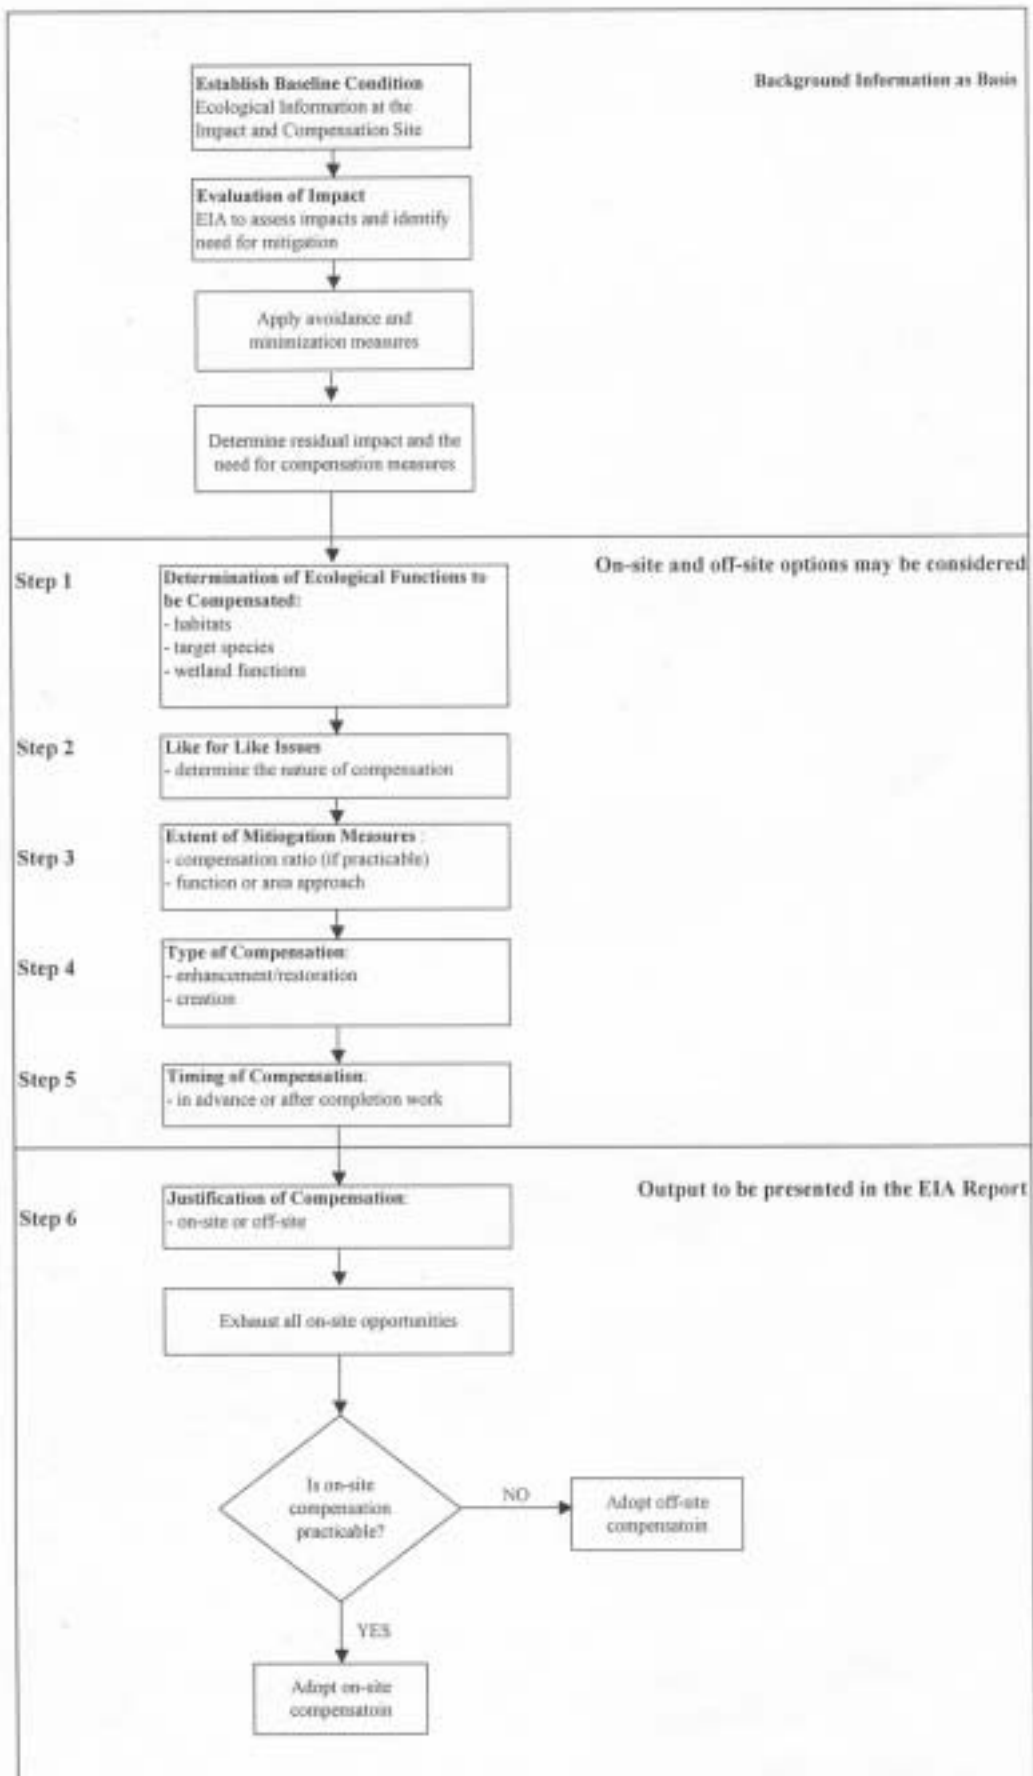 Background Information as Basis
Establish Baseline Condition
Ecological Information at the
Impact and Compensation Site
Evaluation of Impact
EIA to assess impacts and identify
need for mitigation
Apply avoidance and
minimization measures
Determine residual impact and the
need for compensation measures
On-site and off-site options may be considered
Step 1
Determination of Ecological Functions to
be Compensated:
- habitats
- target species
- wetland functions
Step 2
Like for Like Issues
- determine the nature of compensation
Step 3
Extent of Mitiogation Measures :
- compensation ratio (if practicable)
- function or area approach
Step 4
Type of Compensation:
- enhancement/restoration
- creation
Step 5
Timing of Compensation:
- in advance or after completion work
Output to be presented in the EIA Report
Step 6
Justification of Compensation:
- on-site or off-site
Exhaust all on-site opportunities
Is on-site
compensation
practicable?
NO
Adopt off-site
compensatoin
YES
Adopt on-site
compensatoin